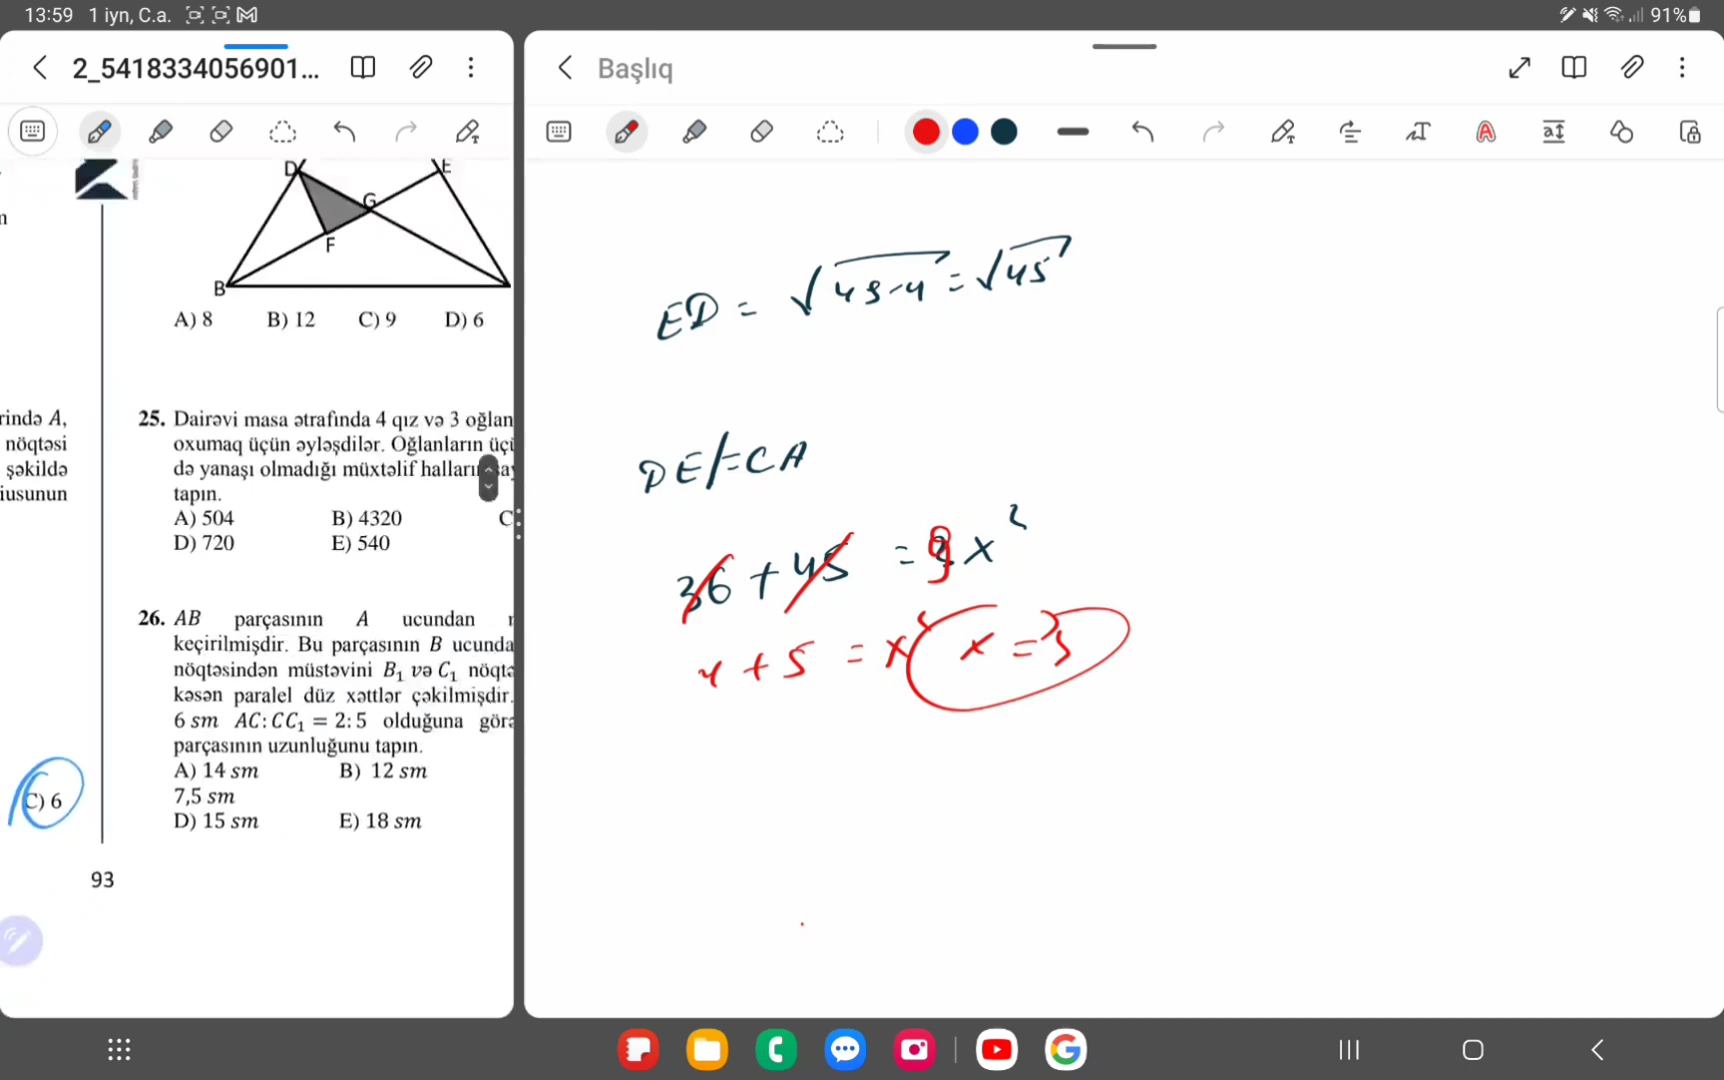 13:59 1 iyn, C.a. 91%
2_5418334056901...
Başlıq
D
E
G
F
B
A) 8 B) 12 C) 9 D) 6
rində A,
nöqtəsi
şəkildə
iusunun
25. Dairəvi masa ətrafında 4 qız və 3 oğlan
oxumaq üçün əyləşdilər. Oğlanların üçü
də yanaşı olmadığı müxtəlif halların say
tapın.
A) 504 B) 4320 C
D) 720 E) 540
26. AB parçasının A ucundan
keçirilmişdir. Bu parçasının B ucunda
nöqtəsindən müstəvini B₁ və C₁ nöqtə
kəsən paralel düz xəttlər çəkilmişdir.
6 sm AC:CC₁ = 2:5 olduğuna görə
parçasının uzunluğunu tapın.
A) 14 sm B) 12 sm
7,5 sm
D) 15 sm E) 18 sm
C) 6
93
ED = √49-4 = √45
DE/=CA
36 + 45 = 9x²
4 + 5 = x² x = 3